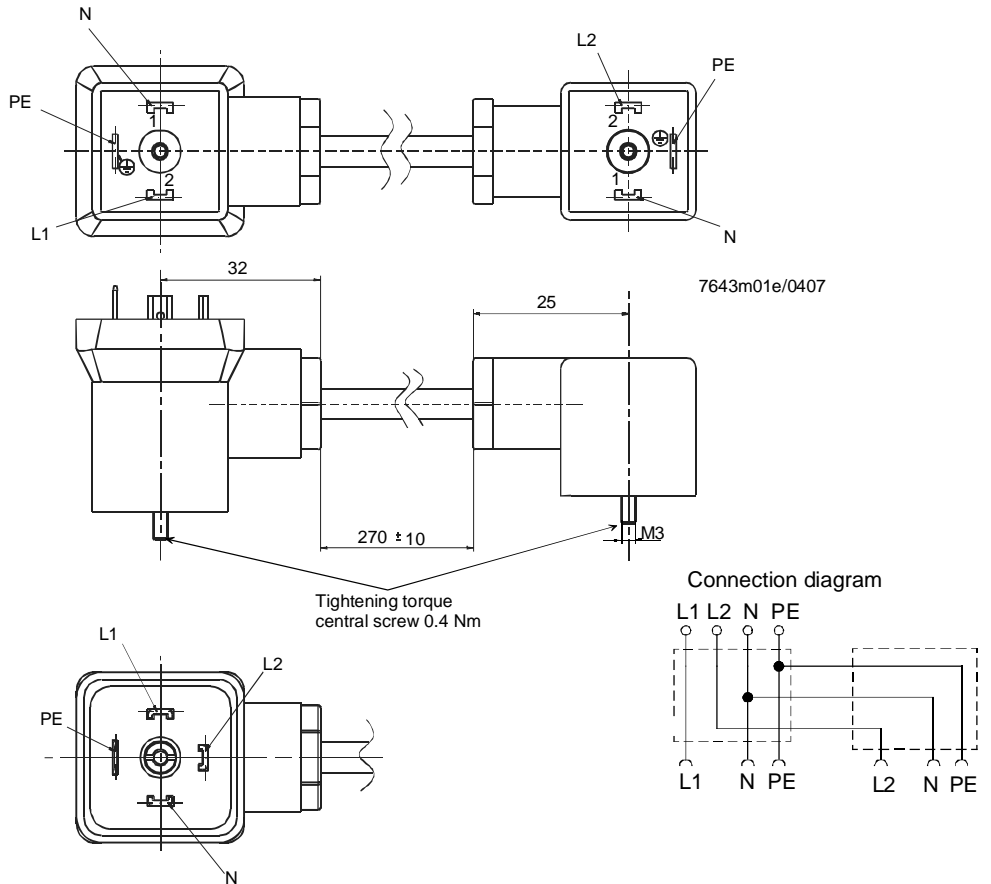 N
L2
PE
PE
1
2
2
1
L1
N
32
7643m01e/0407
25
270 ± 10
M3
Tightening torque
central screw 0.4 Nm
Connection diagram
L1 L2 N PE
L1
L2
PE
L1 N PE L2 N PE
N